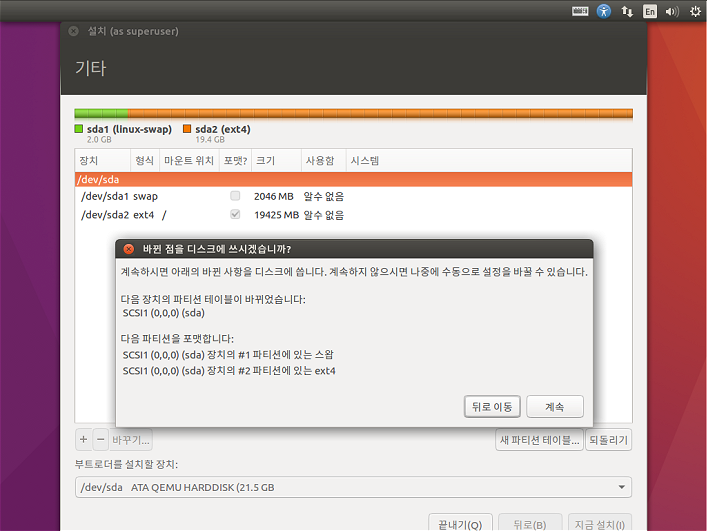 En
설치 (as superuser)
기타
sda1 (linux-swap) sda2 (ext4)
2.0 GB 19.4 GB
장치 형식 마운트 위치 포맷? 크기 사용함 시스템
/dev/sda
/dev/sda1 swap 2046 MB 알수 없음
/dev/sda2 ext4 / 19425 MB 알수 없음
바뀐 점을 디스크에 쓰시겠습니까?
계속하시면 아래의 바뀐 사항을 디스크에 씁니다. 계속하지 않으시면 나중에 수동으로 설정을 바꿀 수 있습니다.
다음 장치의 파티션 테이블이 바뀌었습니다:
SCSI1 (0,0,0) (sda)
다음 파티션을 포맷합니다:
SCSI1 (0,0,0) (sda) 장치의 #1 파티션에 있는 스왑
SCSI1 (0,0,0) (sda) 장치의 #2 파티션에 있는 ext4
뒤로 이동 계속
+ − 바꾸기... 새 파티션 테이블... 되돌리기
부트로더를 설치할 장치:
/dev/sda ATA QEMU HARDDISK (21.5 GB
끝내기(Q) 뒤로(B) 지금 설치(I)